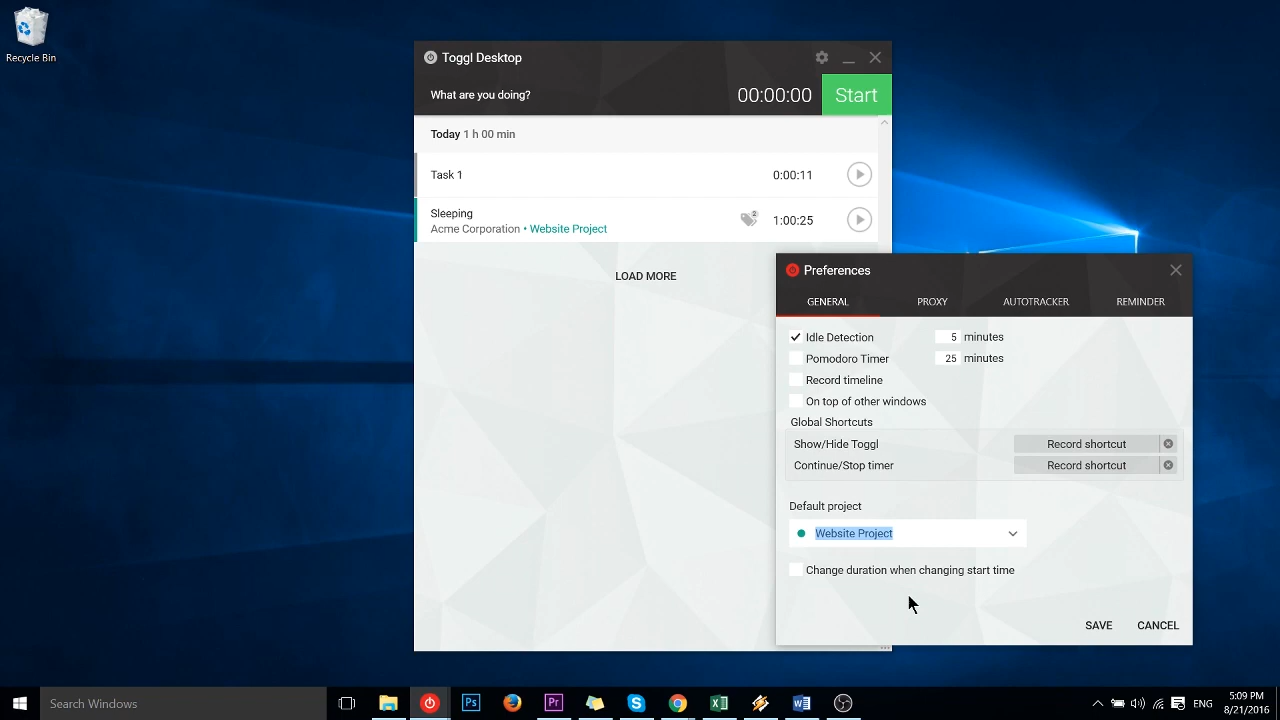 Recycle Bin
Toggl Desktop
What are you doing?
00:00:00
Start
Today 1 h 00 min
Task 1
0:00:11
Sleeping
2
1:00:25
Acme Corporation • Website Project
LOAD MORE
Preferences
GENERAL
PROXY
AUTOTRACKER
REMINDER
Idle Detection
5 minutes
Pomodoro Timer
25 minutes
Record timeline
On top of other windows
Global Shortcuts
Show/Hide Toggl
Record shortcut
Continue/Stop timer
Record shortcut
Default project
Website Project
Change duration when changing start time
SAVE
CANCEL
Search Windows
Ps
Pr
ENG
5:09 PM
8/21/2016